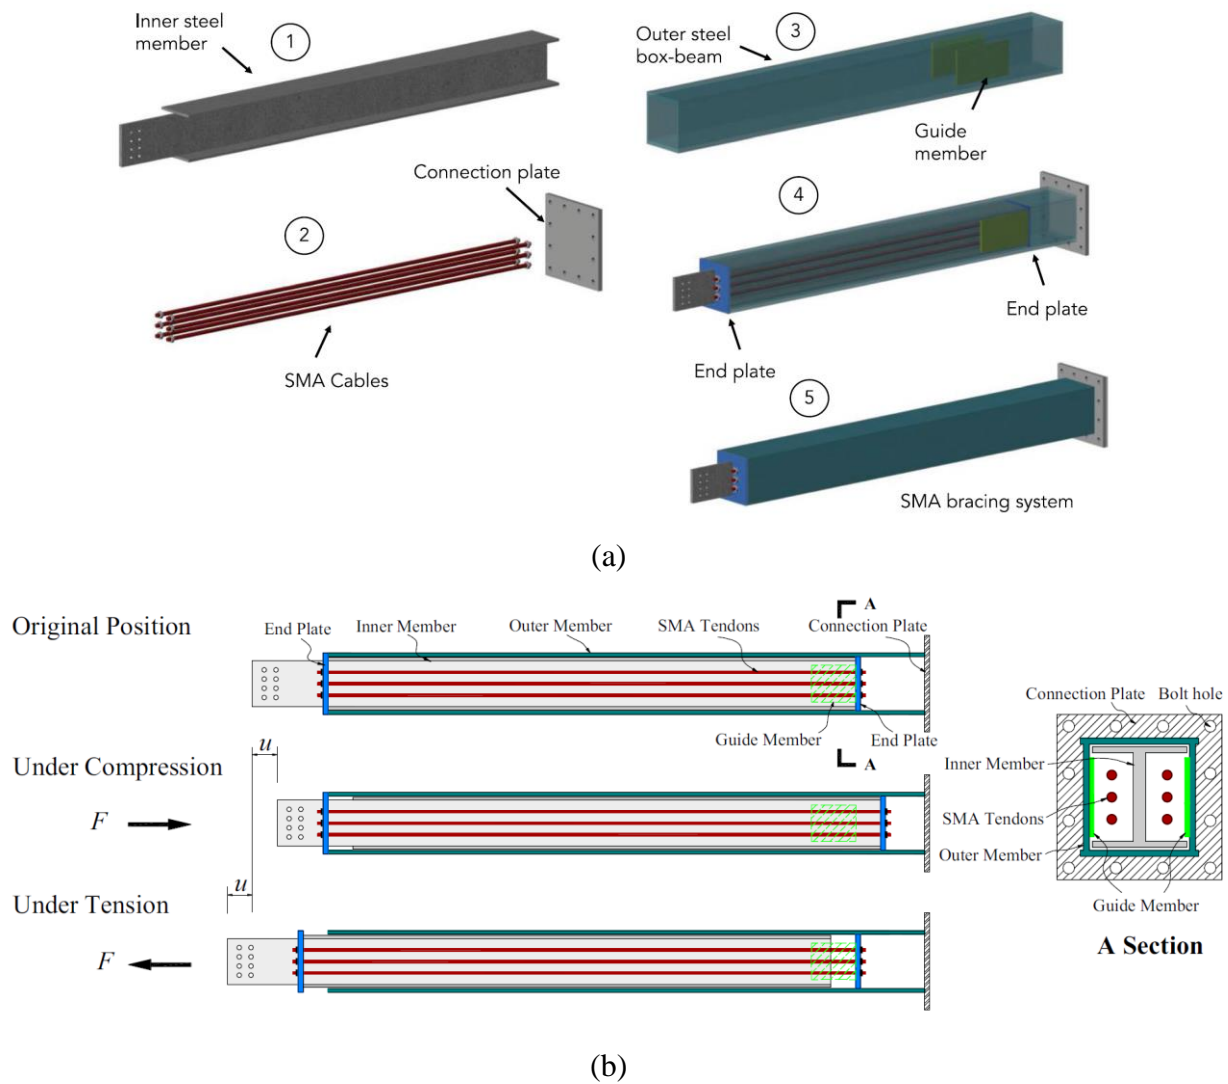 Inner steel
member
1
Outer steel
box-beam
3
Guide
member
Connection plate
2
SMA Cables
4
End plate
End plate
5
SMA bracing system
(a)
Original Position
End Plate
Inner Member
Outer Member
SMA Tendons
A
Connection Plate
Guide Member
End Plate
A
u
Under Compression
F
u
Under Tension
F
Connection Plate
Bolt hole
Inner Member
SMA Tendons
Outer Member
Guide Member
A Section
(b)